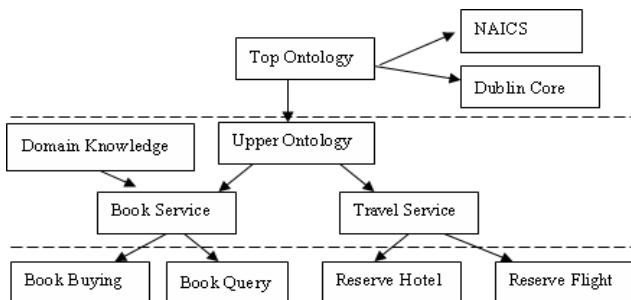 NAICS
Top Ontology
Dublin Core
Upper Ontology
Domain Knowledge
Book Service
Travel Service
Book Buying
Book Query
Reserve Hotel
Reserve Flight